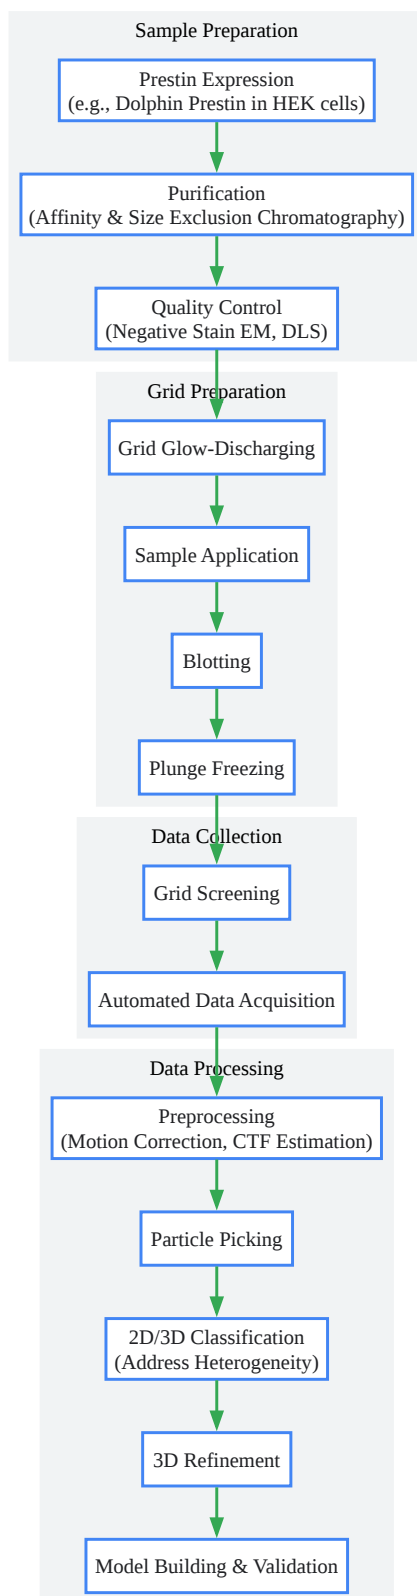 Sample Preparation
Prestin Expression
(e.g., Dolphin Prestin in HEK cells)
Purification
(Affinity & Size Exclusion Chromatography)
Quality Control
(Negative Stain EM, DLS)
Grid Preparation
Grid Glow-Discharging
Sample Application
Blotting
Plunge Freezing
Data Collection
Grid Screening
Automated Data Acquisition
Data Processing
Preprocessing
(Motion Correction, CTF Estimation)
Particle Picking
2D/3D Classification
(Address Heterogeneity)
3D Refinement
Model Building & Validation